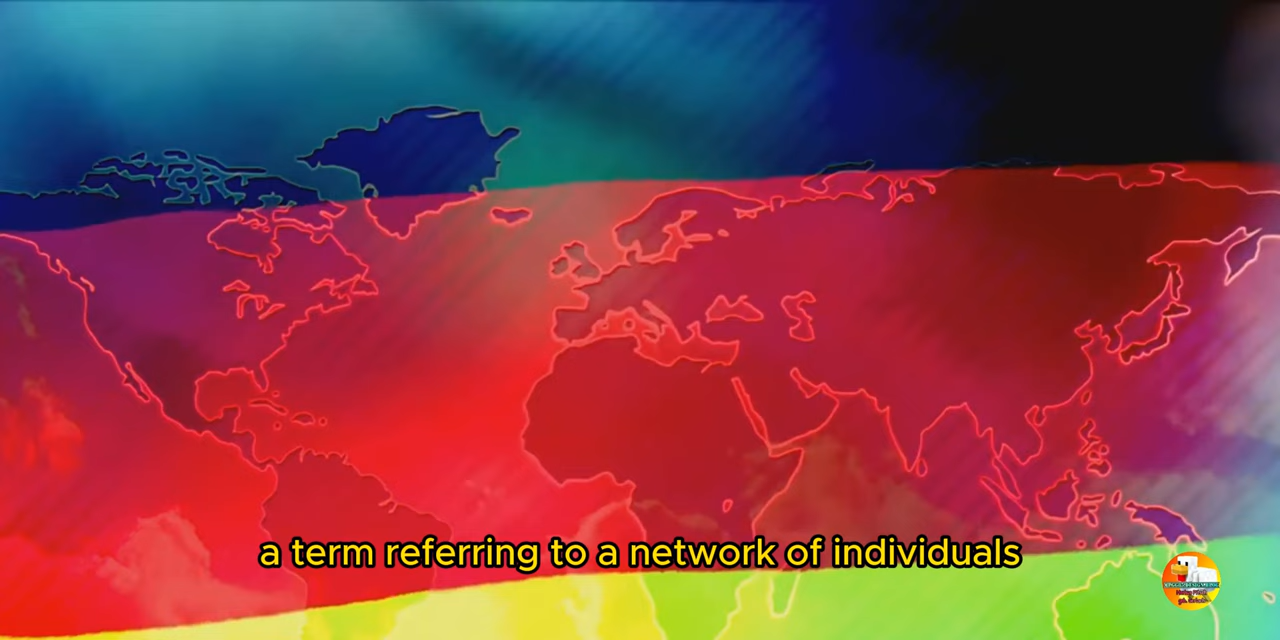 a term referring to a network of individuals